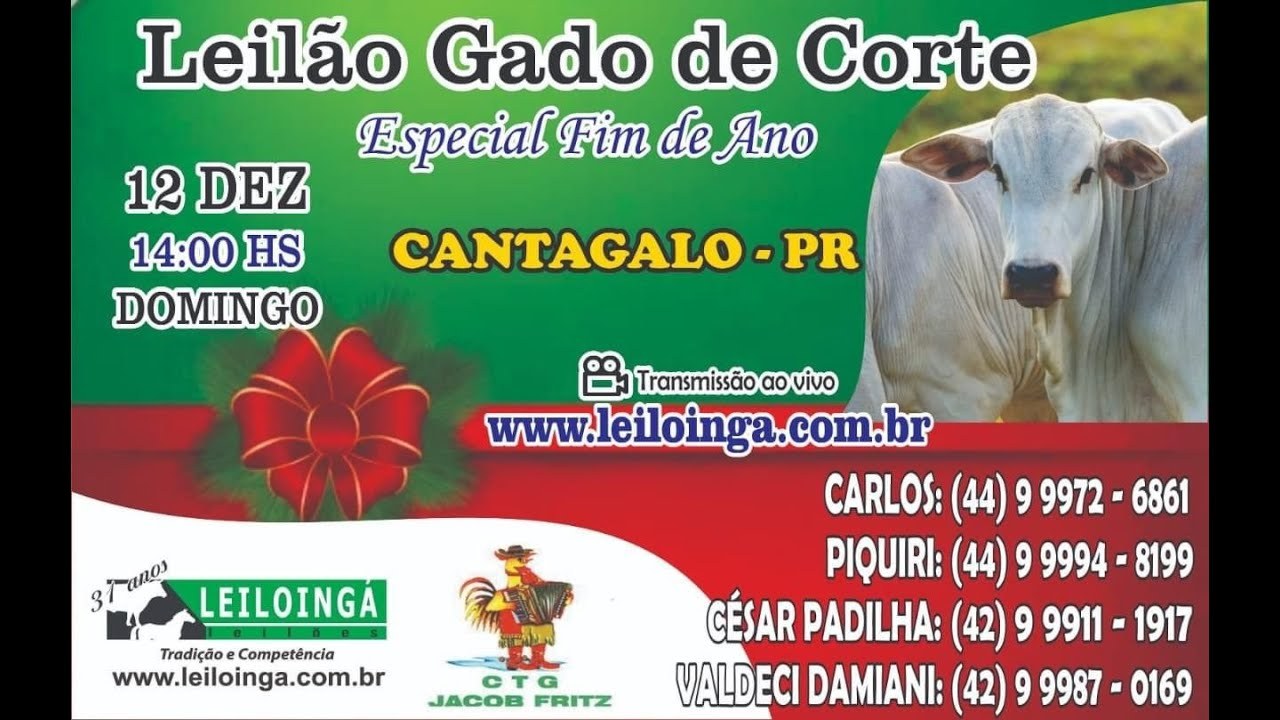 Leilão Gado de Corte
Especial Fim de Ano
12 DEZ
14:00 HS
DOMINGO
CANTAGALO - PR
Transmissão ao vivo
www.leiloinga.com.br
CARLOS: (44) 9 9972 - 6861
PIQUIRI: (44) 9 9994 - 8199
CÉSAR PADILHA: (42) 9 9911 - 1917
VALDECI DAMIANI: (42) 9 9987 - 0169
37 anos
LEILOINGÁ
leilões
Tradição e Competência
www.leiloinga.com.br
CTG
JACOB FRITZ